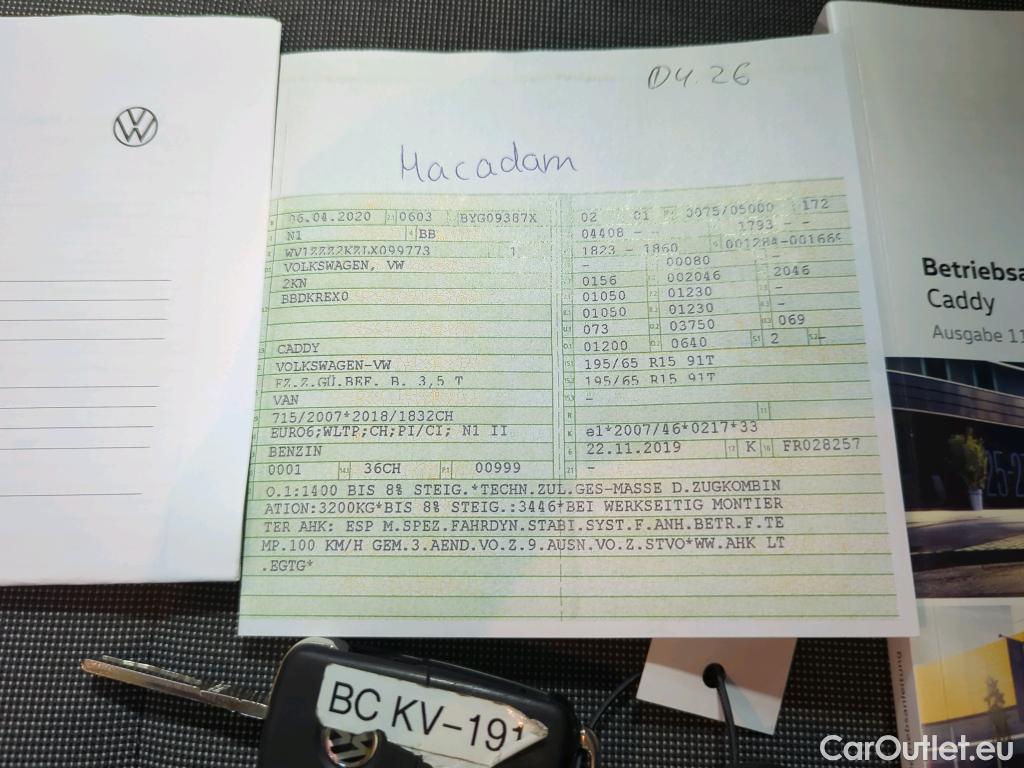 04.26
Macadam
06.04.2020 0603 BYG09387X
N1 BB
WV1ZZZ2KZLX099773 1
VOLKSWAGEN, VW
2KN
BBDKREX0
CADDY
VOLKSWAGEN-VW
FZ.Z.GÜ.BEF. B. 3,5 T
VAN
715/2007*2018/1832CH
EURO6;WLTP;CH;PI/CI; N1 II
BENZIN
0001 36CH 00999
02 01 3075/05000 172
04408 - - 1793 - -
1823 - 1860 001284-001669
- 00080 -
0156 002046 2046
01050 01230 -
01050 01230 -
073 03750 069
01200 0640 2 -
195/65 R15 91T
195/65 R15 91T
-
e1*2007/46*0217*33
22.11.2019 K FR028257
-
O.1:1400 BIS 8% STEIG.*TECHN.ZUL.GES-MASSE D.ZUGKOMBIN
ATION:3200KG*BIS 8% STEIG.:3446*BEI WERKSEITIG MONTIER
TER AHK: ESP M.SPEZ.FAHRDYN.STABI.SYST.F.ANH.BETR.F.TE
MP.100 KM/H GEM.3.AEND.VO.Z.9.AUSN.VO.Z.STVO*WW.AHK LT
.EGTG*
Betriebsa
Caddy
Ausgabe 11
BC KV-191
CarOutlet.eu